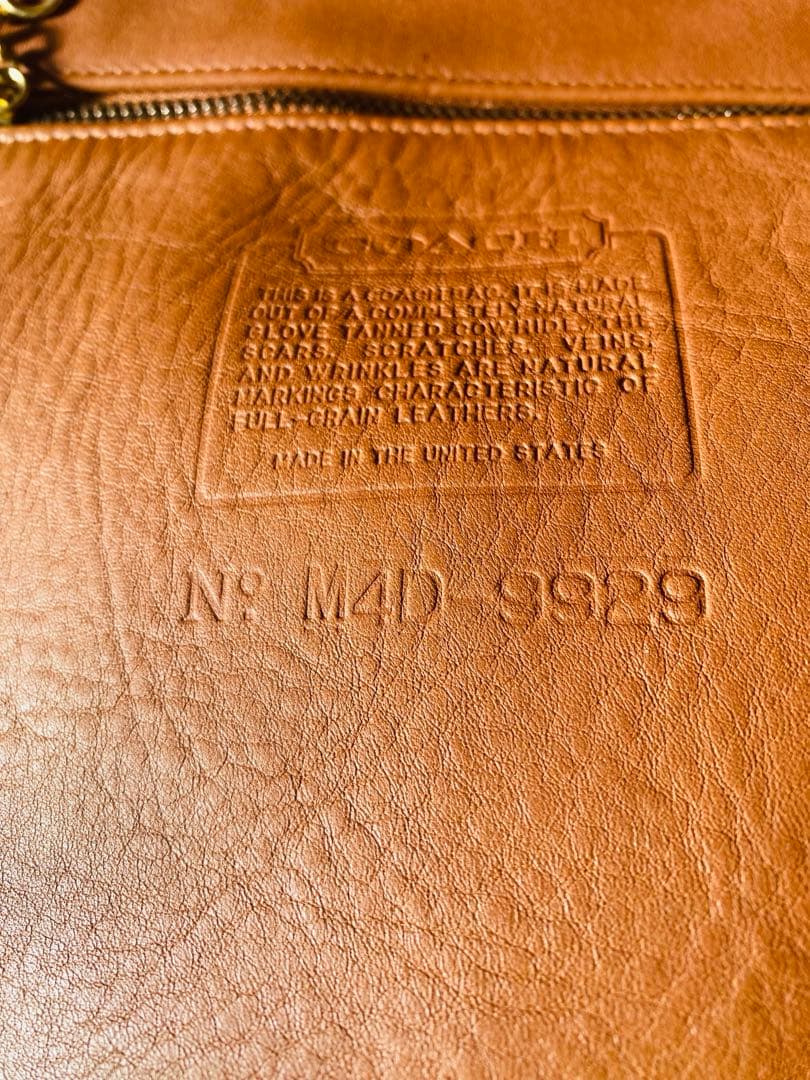 COACH
THIS IS A COACH BAG. IT IS MADE
OUT OF A COMPLETELY NATURAL
GLOVE TANNED COWHIDE. THE
SCARS, SCRATCHES, VEINS
AND WRINKLES ARE NATURAL
MARKINGS CHARACTERISTIC OF
FULL-GRAIN LEATHERS.
MADE IN THE UNITED STATES
Nº M4D-9929